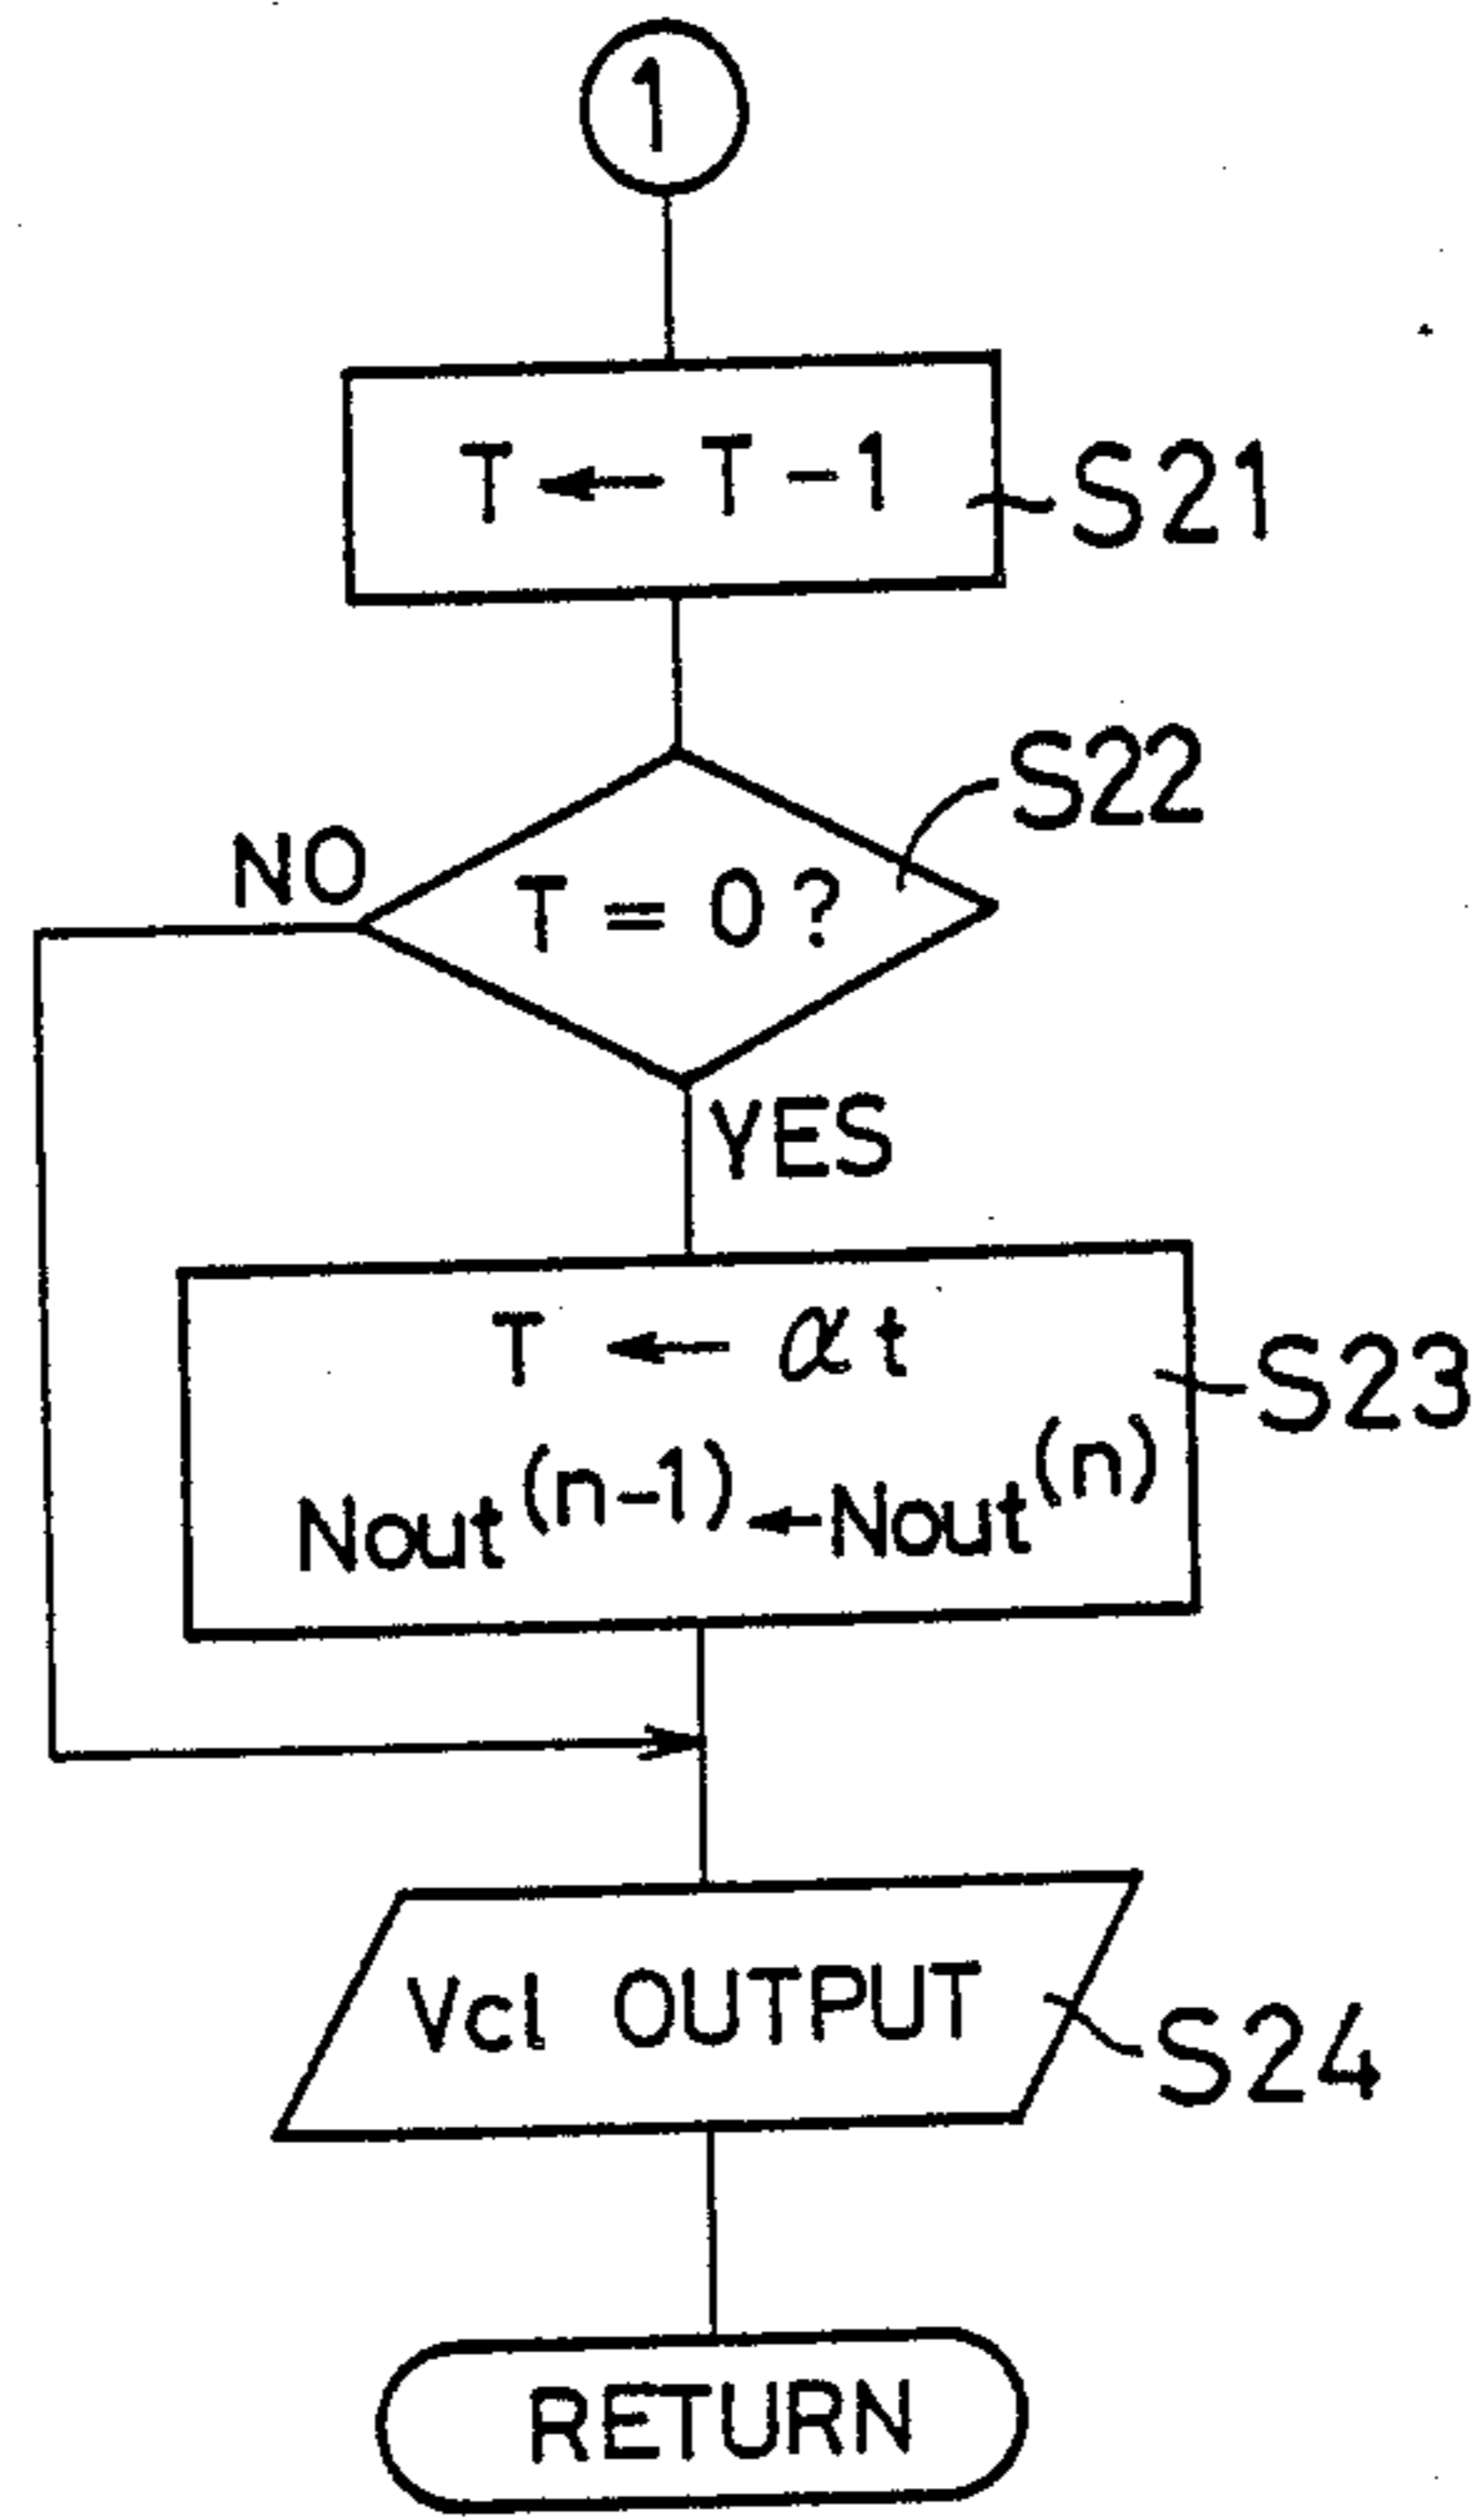 1
T ← T - 1
S21
S22
NO
T = 0 ?
YES
T ← αt
S23
Nout(n-1) ← Nout(n)
Vcl OUTPUT
S24
RETURN